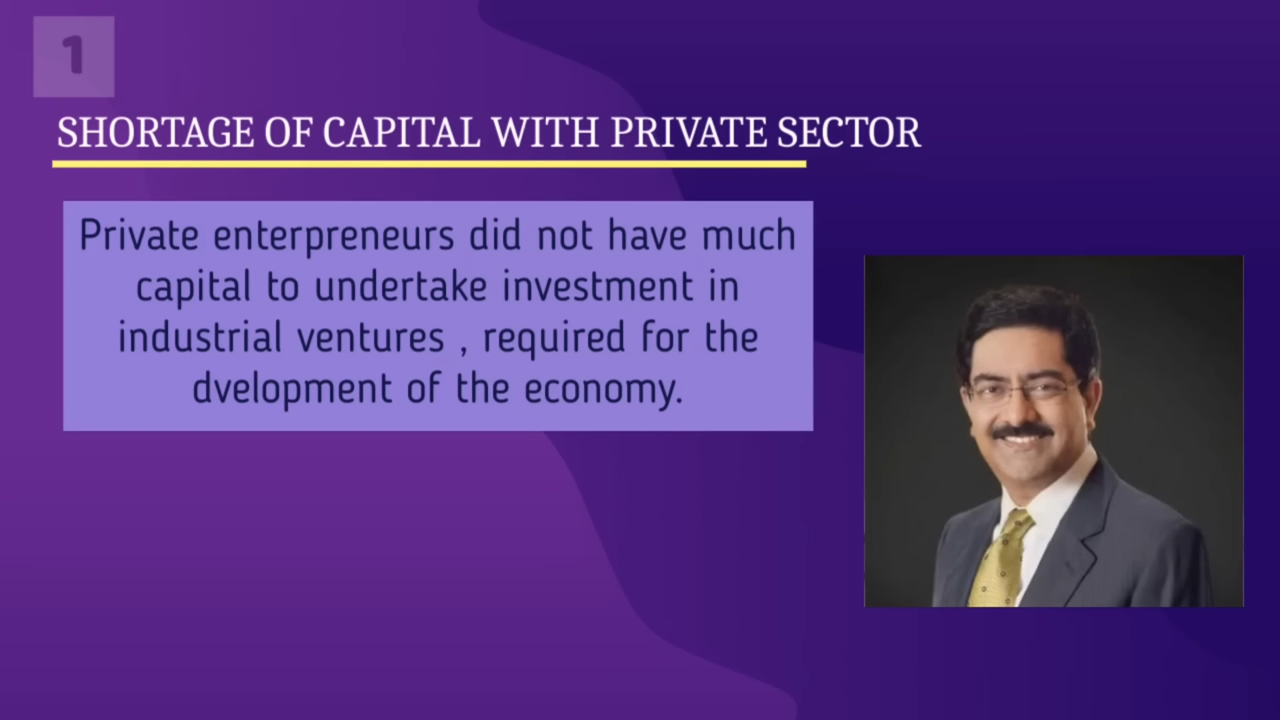 1
SHORTAGE OF CAPITAL WITH PRIVATE SECTOR
Private enterpreneurs did not have much
capital to undertake investment in
industrial ventures , required for the
dvelopment of the economy.